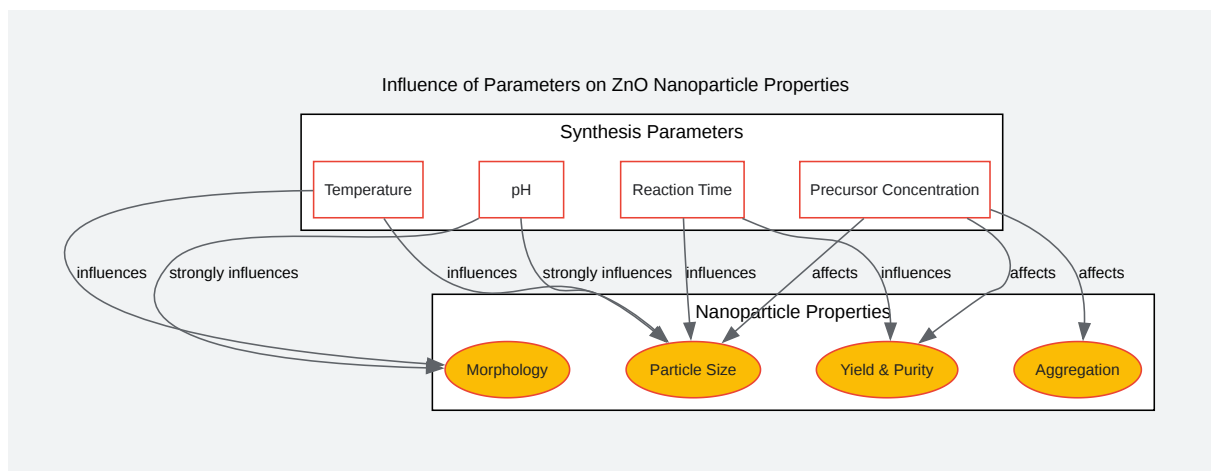 Influence of Parameters on ZnO Nanoparticle Properties
Synthesis Parameters
Temperature
pH
Reaction Time
Precursor Concentration
influences
strongly influences
influences
strongly influences
influences
affects
influences
affects
affects
Nanoparticle Properties
Morphology
Particle Size
Yield & Purity
Aggregation